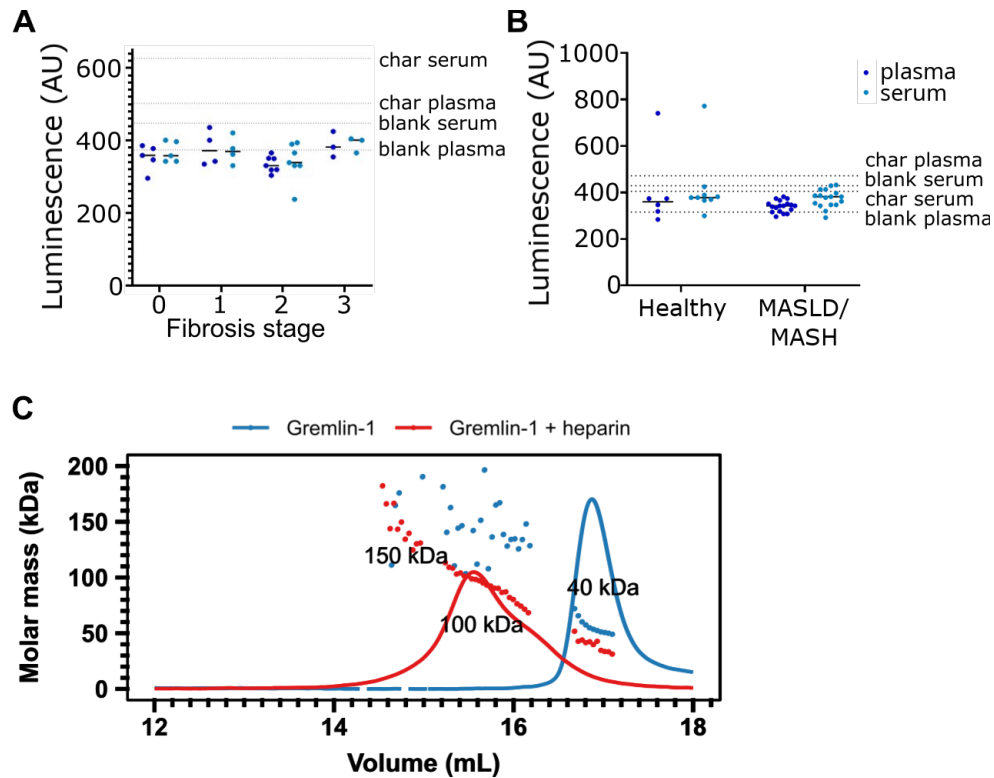 A
Luminescence (AU)
600
400
200
0
char serum
char plasma
blank serum
blank plasma
0 1 2 3
Fibrosis stage
B
Luminescence (AU)
1000
800
600
400
200
0
plasma
serum
char plasma
blank serum
char serum
blank plasma
Healthy
MASLD/
MASH
C
Gremlin-1 Gremlin-1 + heparin
Molar mass (kDa)
200
150
100
50
0
150 kDa
100 kDa
40 kDa
12 14 16 18
Volume (mL)